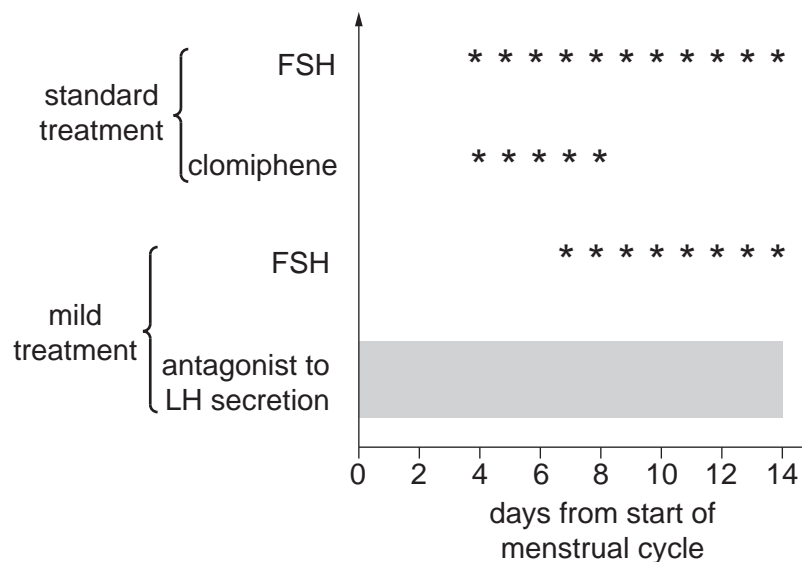 FSH * * * * * * * * * * *
standard
treatment
clomiphene * * * * *
FSH * * * * * * * *
mild
treatment
antagonist to
LH secretion
0 2 4 6 8 10 12 14
days from start of
menstrual cycle